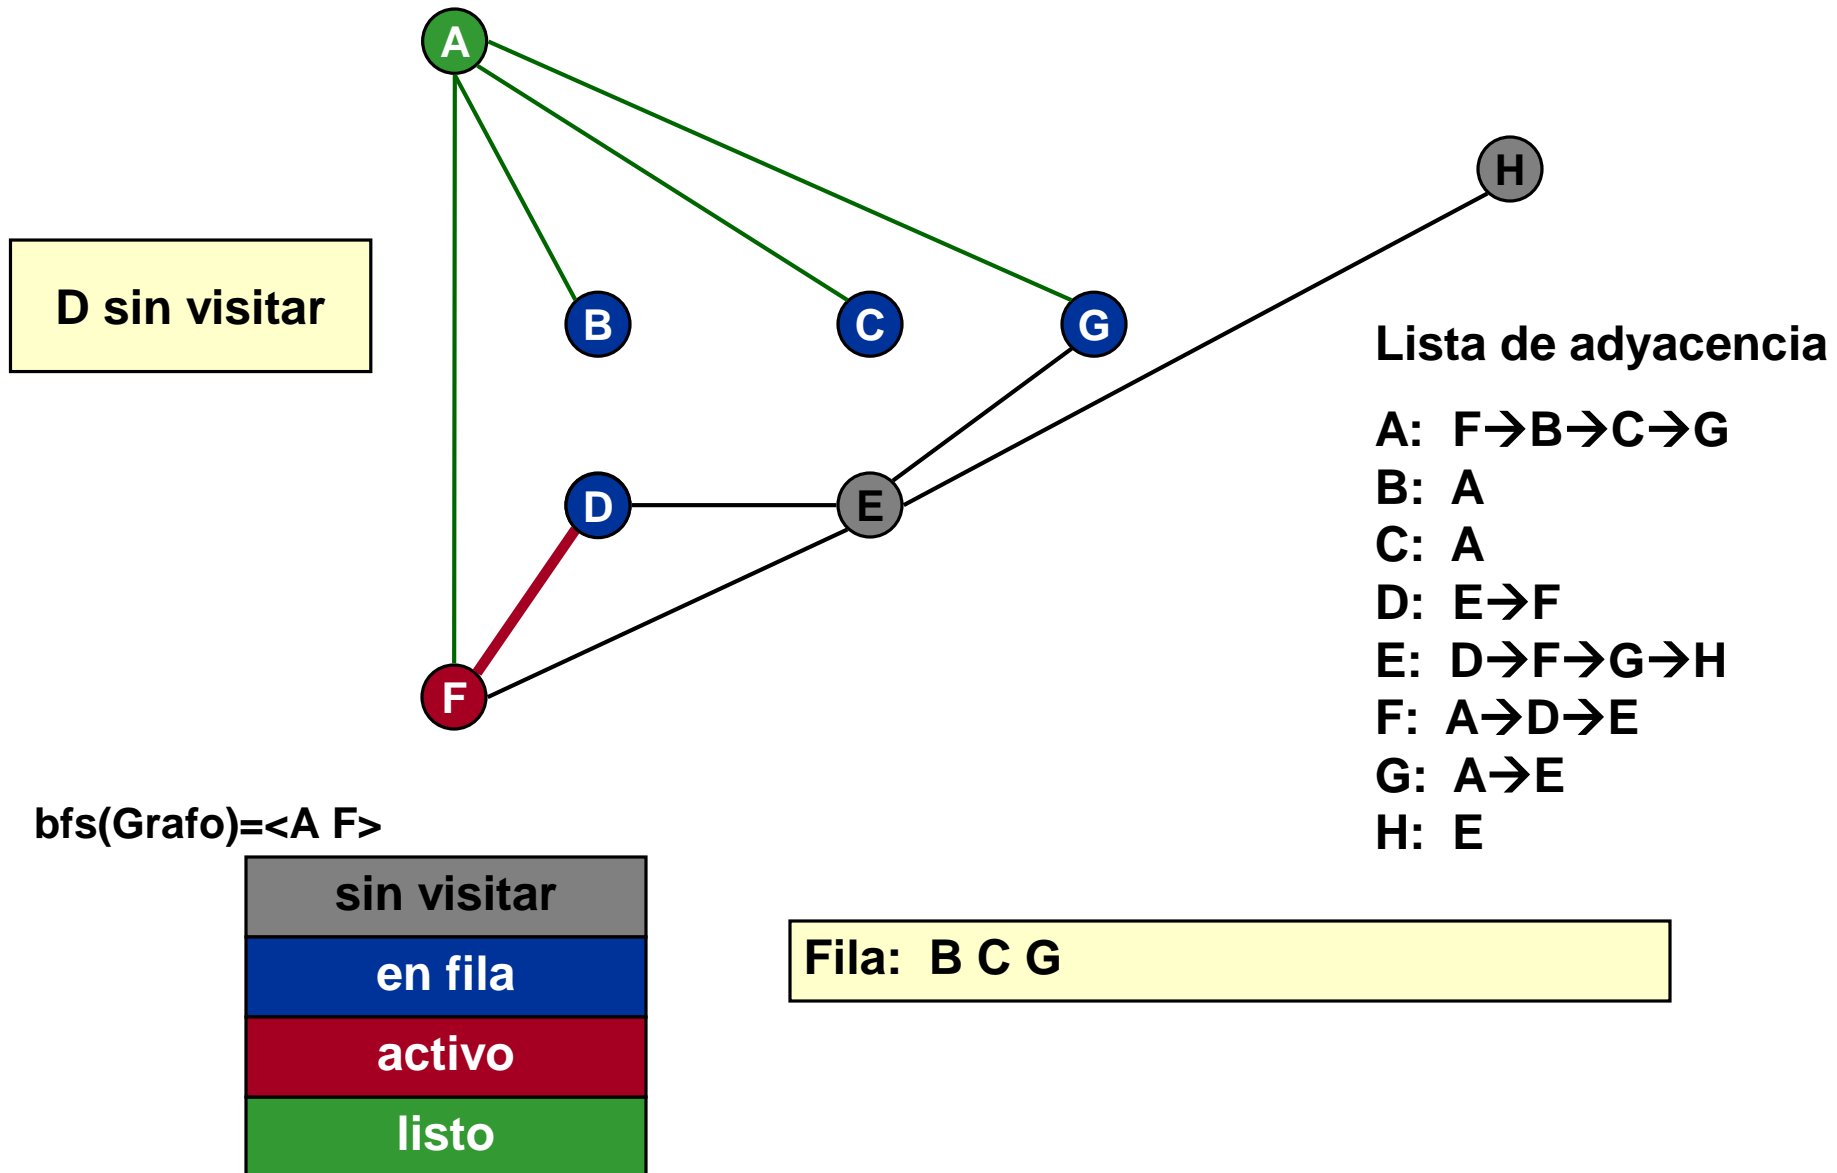 A
H
D sin visitar
B
C
G
D
E
F
Lista de adyacencia
A: F→B→C→G
B: A
C: A
D: E→F
E: D→F→G→H
F: A→D→E
G: A→E
H: E
bfs(Grafo)=<A F>
sin visitar
en fila
activo
listo
Fila: B C G